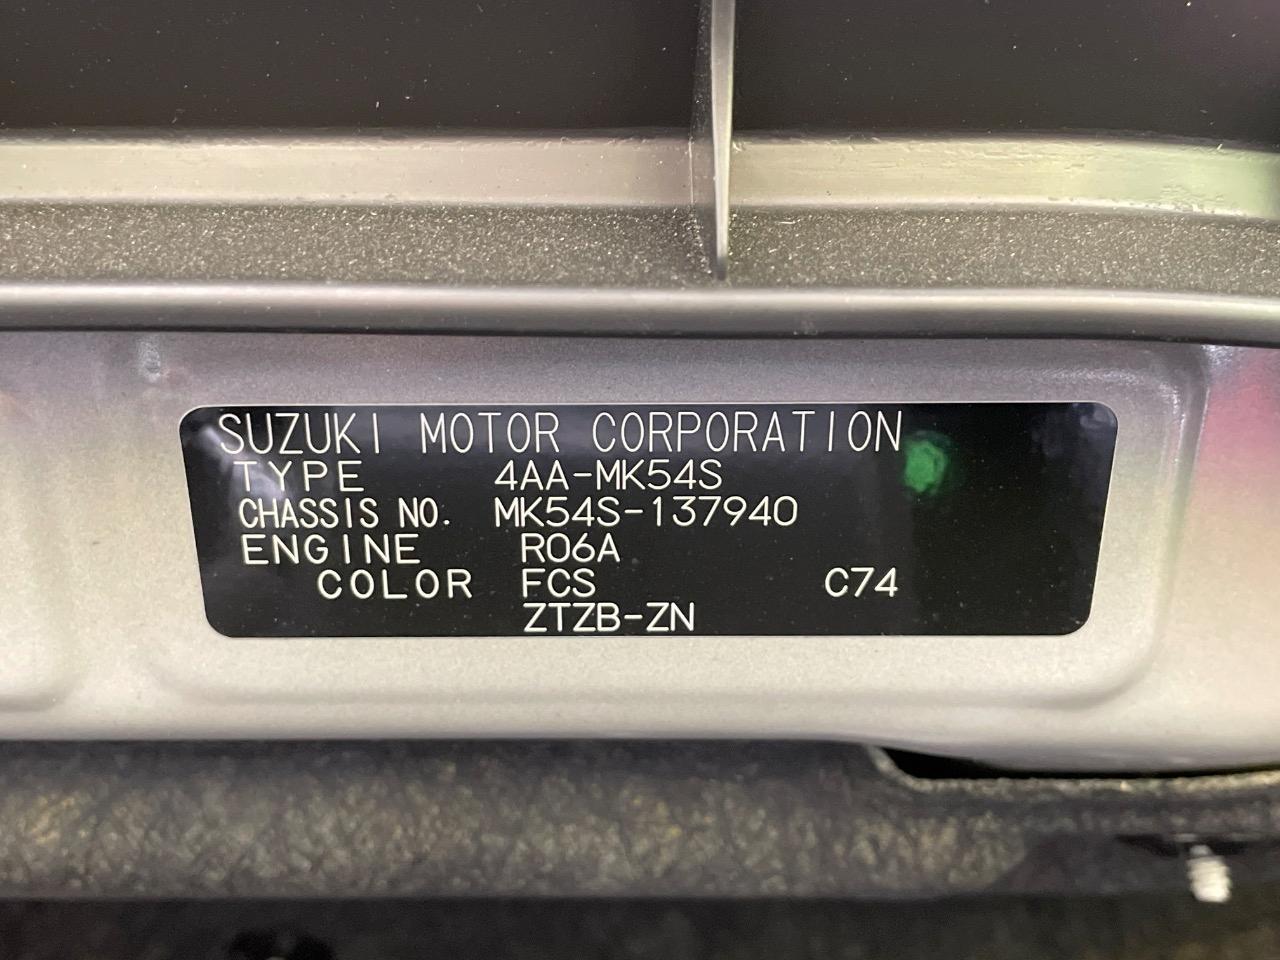 SUZUKI MOTOR CORPORATION
TYPE 4AA-MK54S
CHASSIS NO. MK54S-137940
ENGINE R06A
COLOR FCS C74
ZTZB-ZN